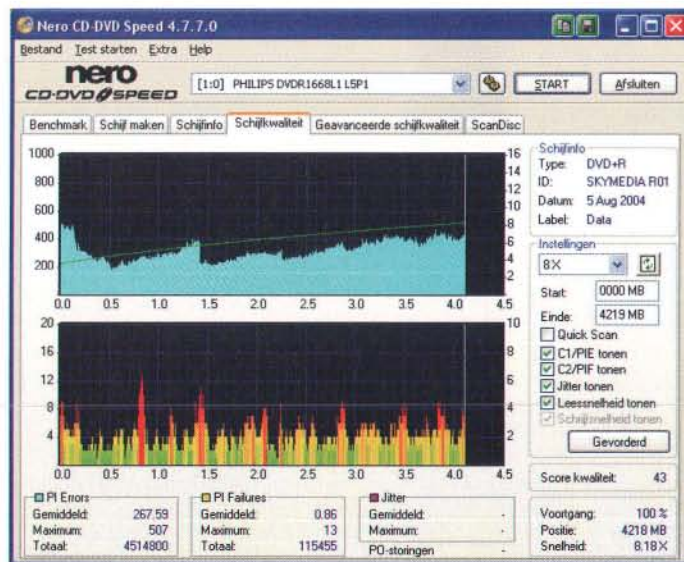 Nero CD-DVD Speed 4.7.7.0
Bestand Test starten Extra Help
nero
CD-DVD SPEED
[1:0] PHILIPS DVDR1668L1 L5P1
START
Afsluiten
Benchmark Schijf maken Schijfinfo Schijfkwaliteit Geavanceerde schijfkwaliteit ScanDisc
1000
800
600
400
200
16
14
12
10
8
6
4
2
0.0 0.5 1.0 1.5 2.0 2.5 3.0 3.5 4.0 4.5
20
16
12
8
4
10
8
6
4
2
0.0 0.5 1.0 1.5 2.0 2.5 3.0 3.5 4.0 4.5
Schijfinfo
Type: DVD+R
ID: SKYMEDIA R01
Datum: 5 Aug 2004
Label: Data
Instellingen
8X
Start: 0000 MB
Einde: 4219 MB
Quick Scan
C1/PIE tonen
C2/PIF tonen
Jitter tonen
Leessnelheid tonen
Schijfsnelheid tonen
Gevorderd
Score kwaliteit: 43
PI Errors
Gemiddeld: 267.59
Maximum: 507
Totaal: 4514800
PI Failures
Gemiddeld: 0.86
Maximum: 13
Totaal: 115455
Jitter
Gemiddeld: -
Maximum: -
PO-storingen -
Voortgang: 100 %
Positie: 4218 MB
Snelheid: 8.18X